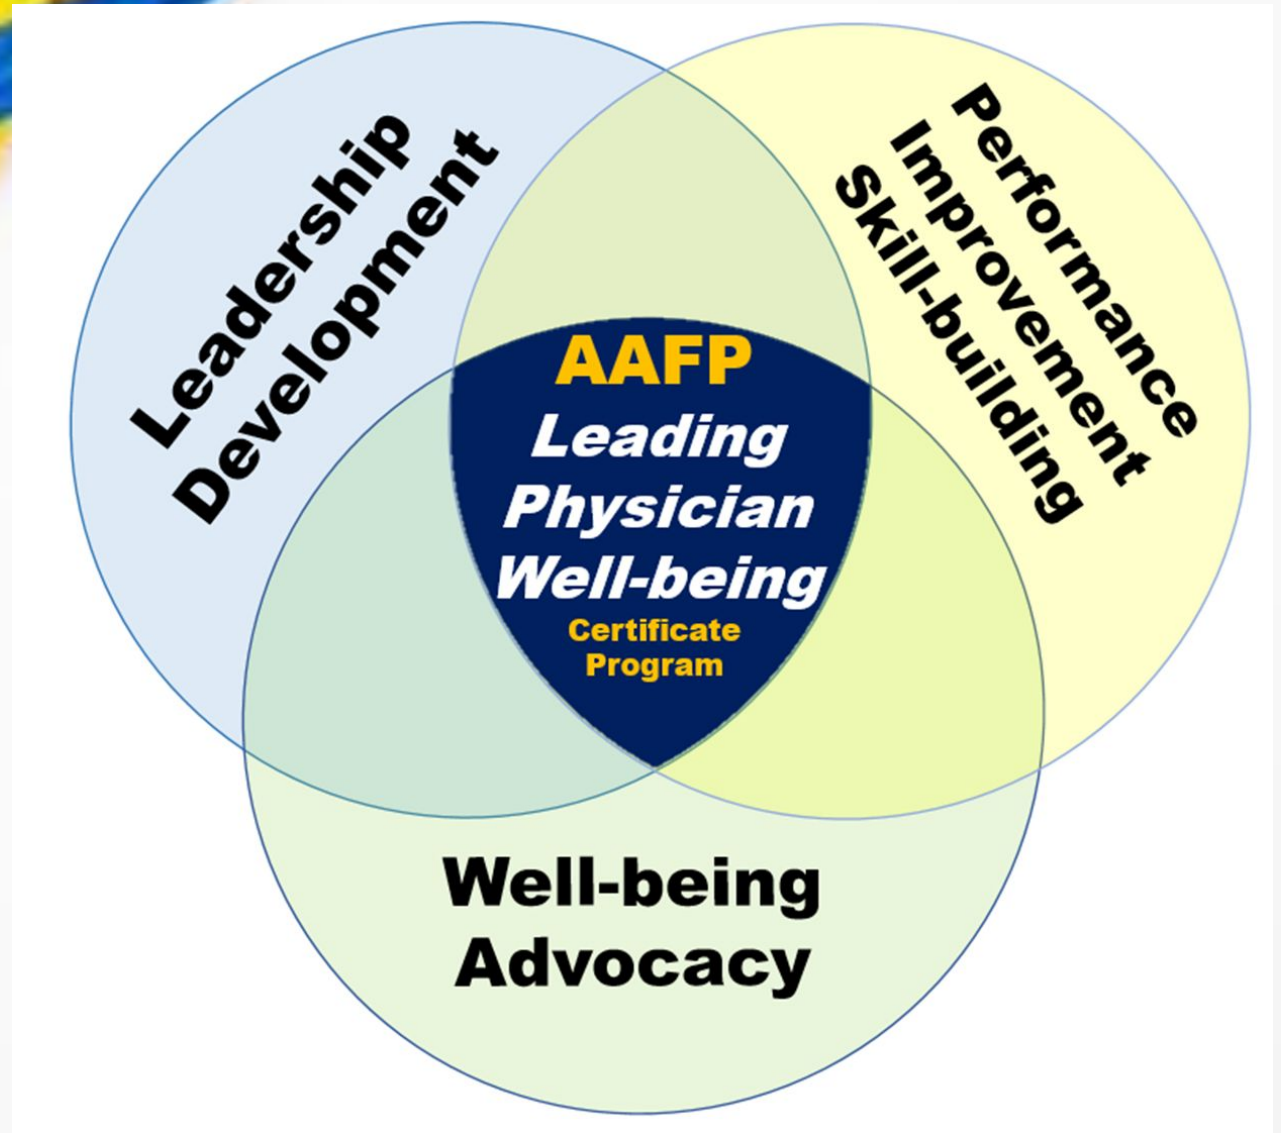 Leadership
Development
Performance
Improvement
Skill-building
AAFP
Leading
Physician
Well-being
Certificate
Program
Well-being
Advocacy